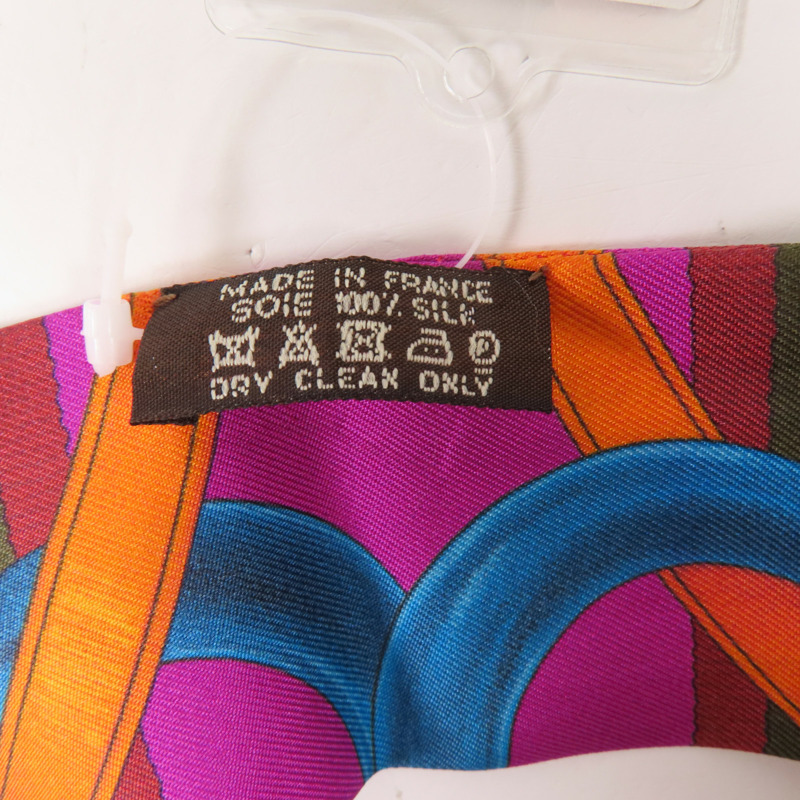 MADE IN FRANCE
SOIE 100% SILK
P
DRY CLEAN ONLY